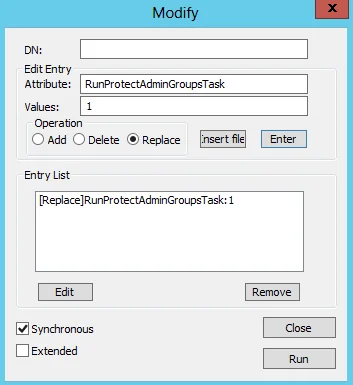 Modify
x
DN:
Edit Entry
Attribute: RunProtectAdminGroupsTask
Values: 1
Operation
Add Delete Replace Insert file Enter
Entry List
[Replace]RunProtectAdminGroupsTask:1
Edit Remove
Synchronous Close
Extended
Run